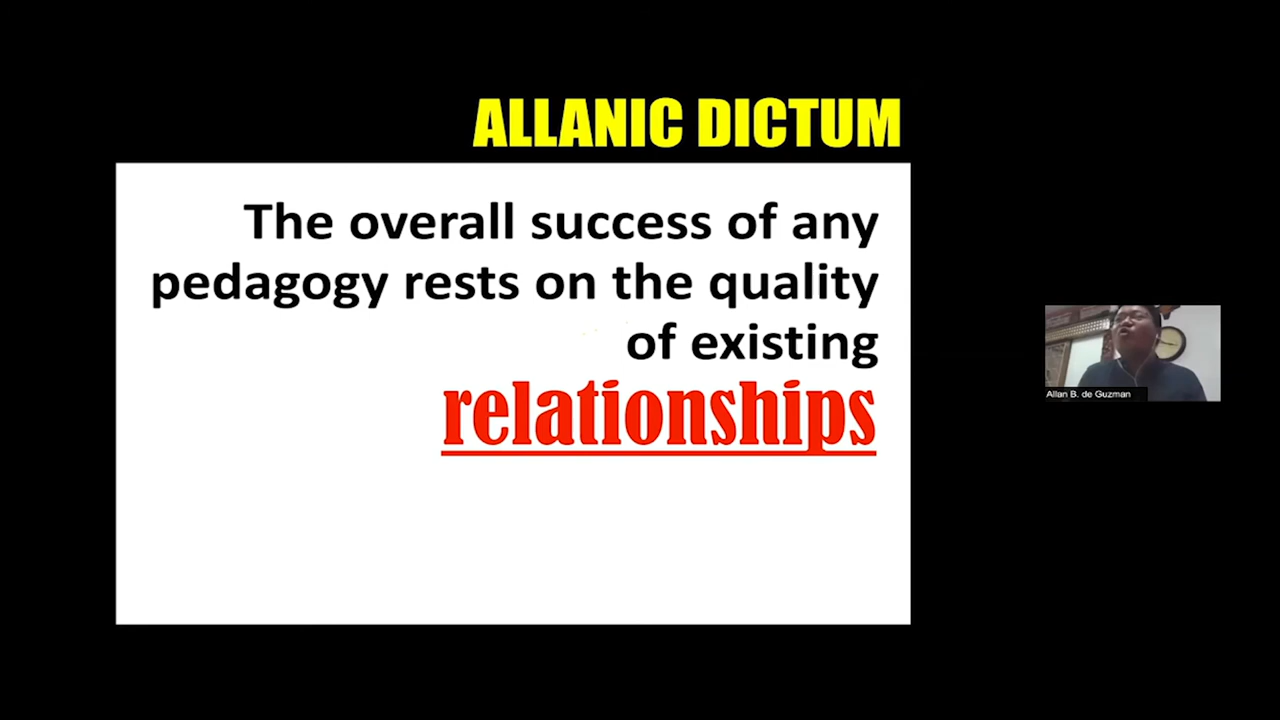 ALLANIC DICTUM
The overall success of any
pedagogy rests on the quality
of existing
relationships
Allan B. de Guzman